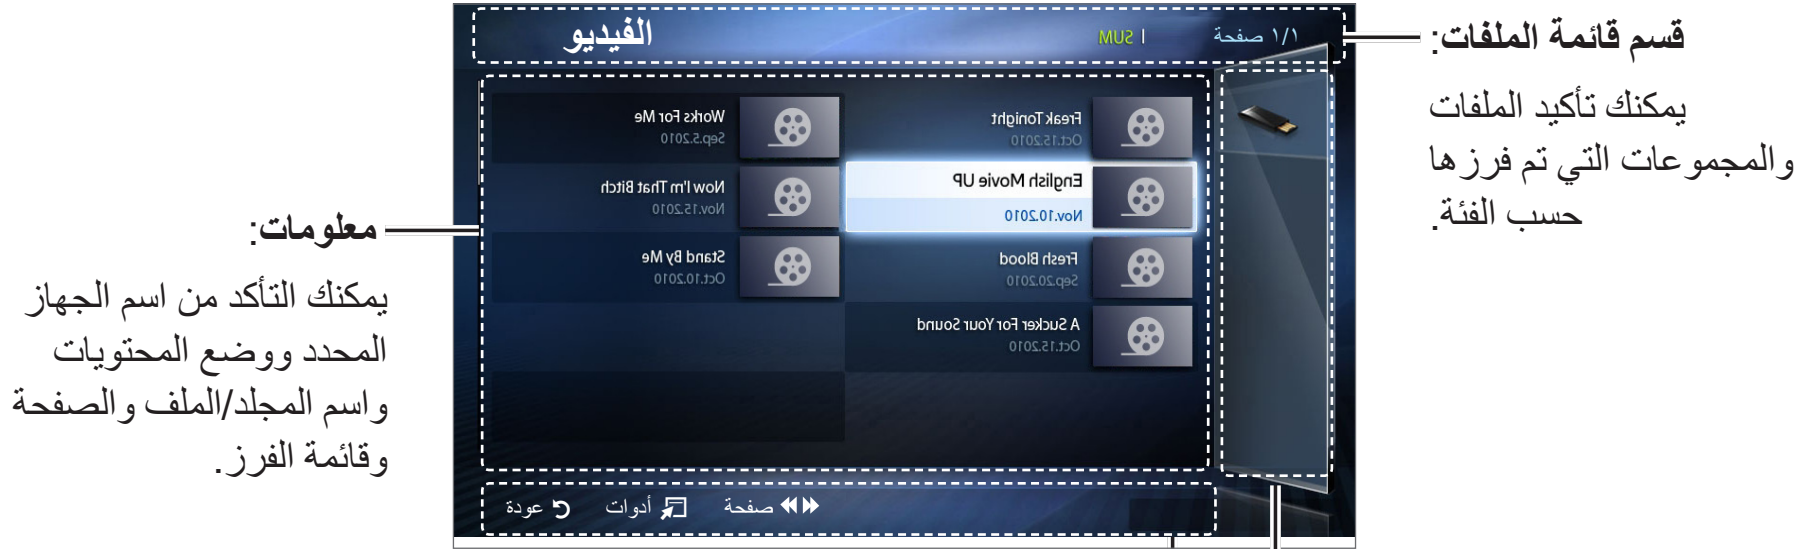 قسم قائمة الملفات:
يمكنك تأكيد الملفات
والمجموعات التي تم فرزها
حسب الفئة.
١/١ صفحة
SUM
الفيديو
Freak Tonight
Oct.15.2010
Works For Me
Sep.5.2010
English Movie UP
Nov.10.2010
Now I'm That Bitch
Nov.15.2010
Fresh Blood
Sep.20.2010
Stand By Me
Oct.10.2010
A Sucker For Your Sound
Oct.15.2010
صفحة
أدوات
عودة
معلومات:
يمكنك التأكد من اسم الجهاز
المحدد ووضع المحتويات
واسم المجلد/الملف والصفحة
وقائمة الفرز.